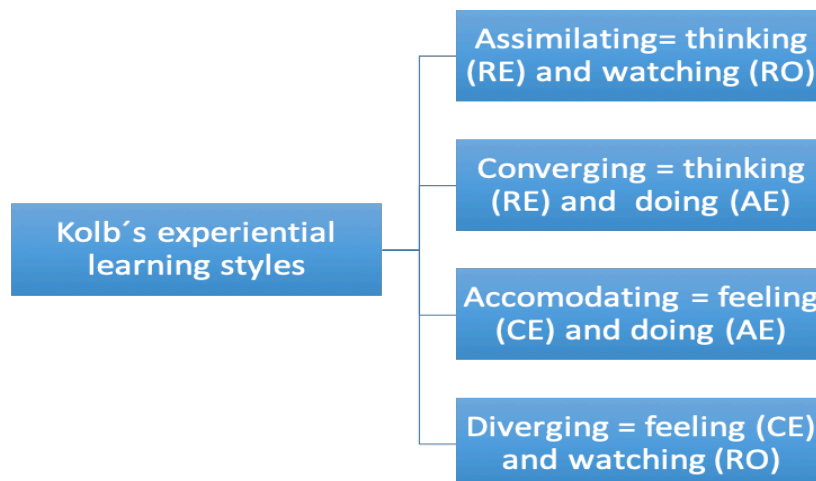 Assimilating= thinking
(RE) and watching (RO)
Converging = thinking
(RE) and doing (AE)
Kolb´s experiential
learning styles
Accomodating = feeling
(CE) and doing (AE)
Diverging = feeling (CE)
and watching (RO)